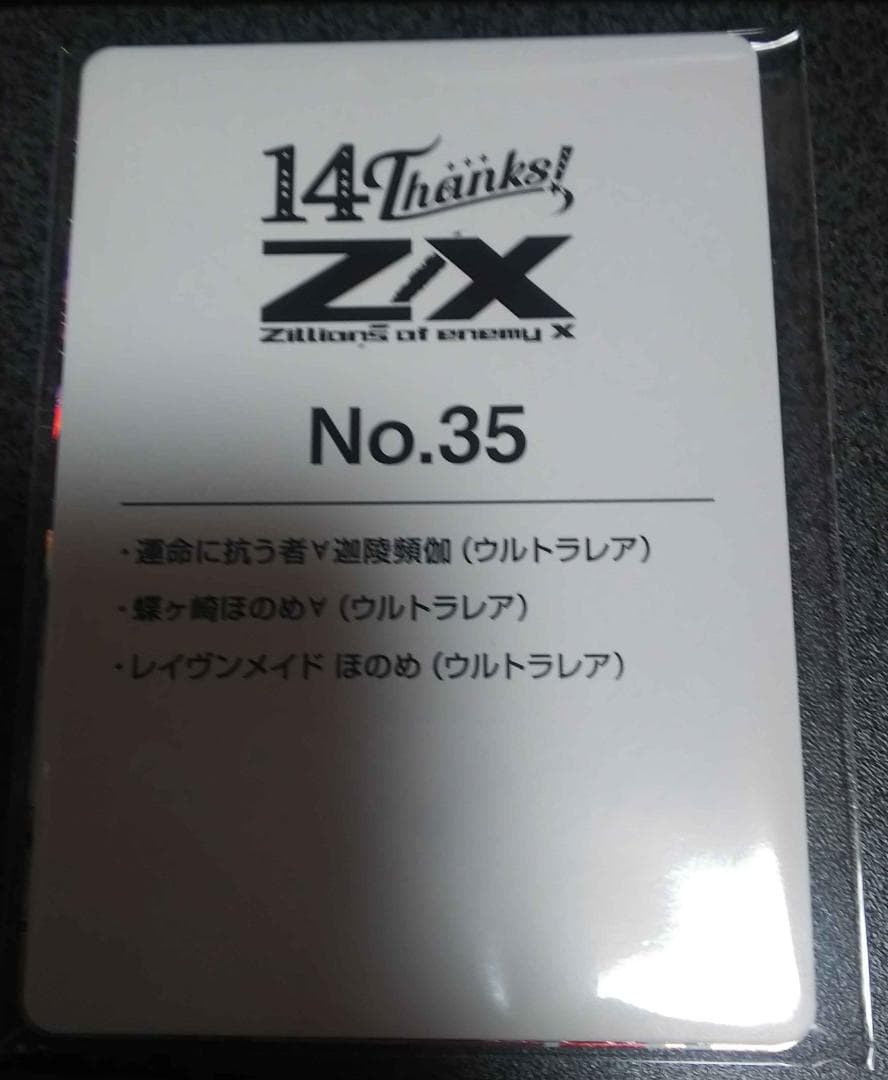 14 Thanks!
Z/X
Zillions of enemy X
No.35
・運命に抗う者∀迦陵頻伽（ウルトラレア）
・蝶ヶ崎ほのめ∀（ウルトラレア）
・レイヴンメイド ほのめ（ウルトラレア）